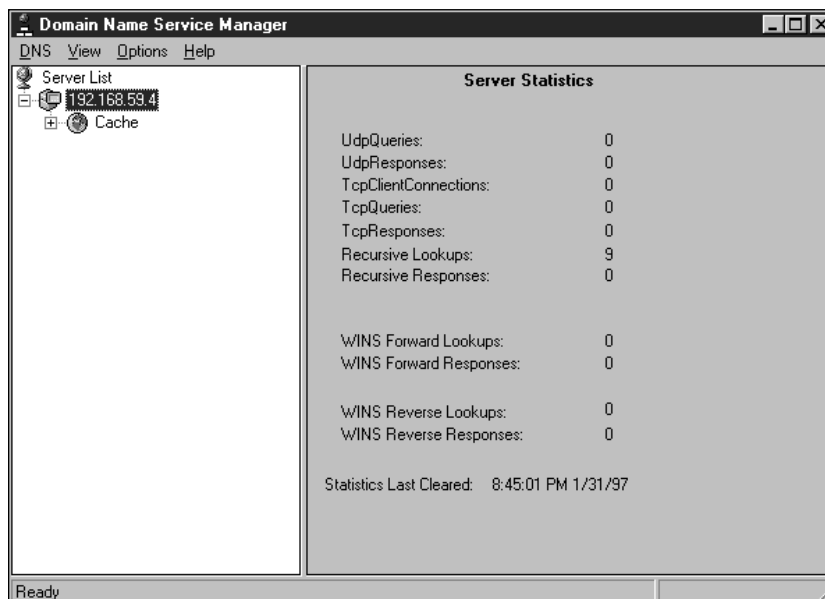 Domain Name Service Manager
DNS View Options Help
Server List
192.168.59.4
Cache
Server Statistics
UdpQueries: 0
UdpResponses: 0
TcpClientConnections: 0
TcpQueries: 0
TcpResponses: 0
Recursive Lookups: 9
Recursive Responses: 0
WINS Forward Lookups: 0
WINS Forward Responses: 0
WINS Reverse Lookups: 0
WINS Reverse Responses: 0
Statistics Last Cleared: 8:45:01 PM 1/31/97
Ready